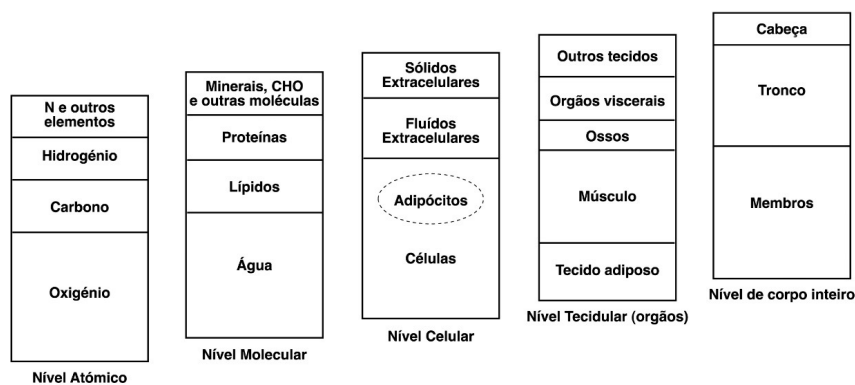 N e outros
elementos
Hidrogénio
Carbono
Oxigénio
Nível Atómico
Minerais, CHO
e outras moléculas
Proteínas
Lípidos
Água
Nível Molecular
Sólidos
Extracelulares
Fluídos
Extracelulares
Adipócitos
Células
Nível Celular
Outros tecidos
Orgãos viscerais
Ossos
Músculo
Tecido adiposo
Nível Tecidular (orgãos)
Cabeça
Tronco
Membros
Nível de corpo inteiro